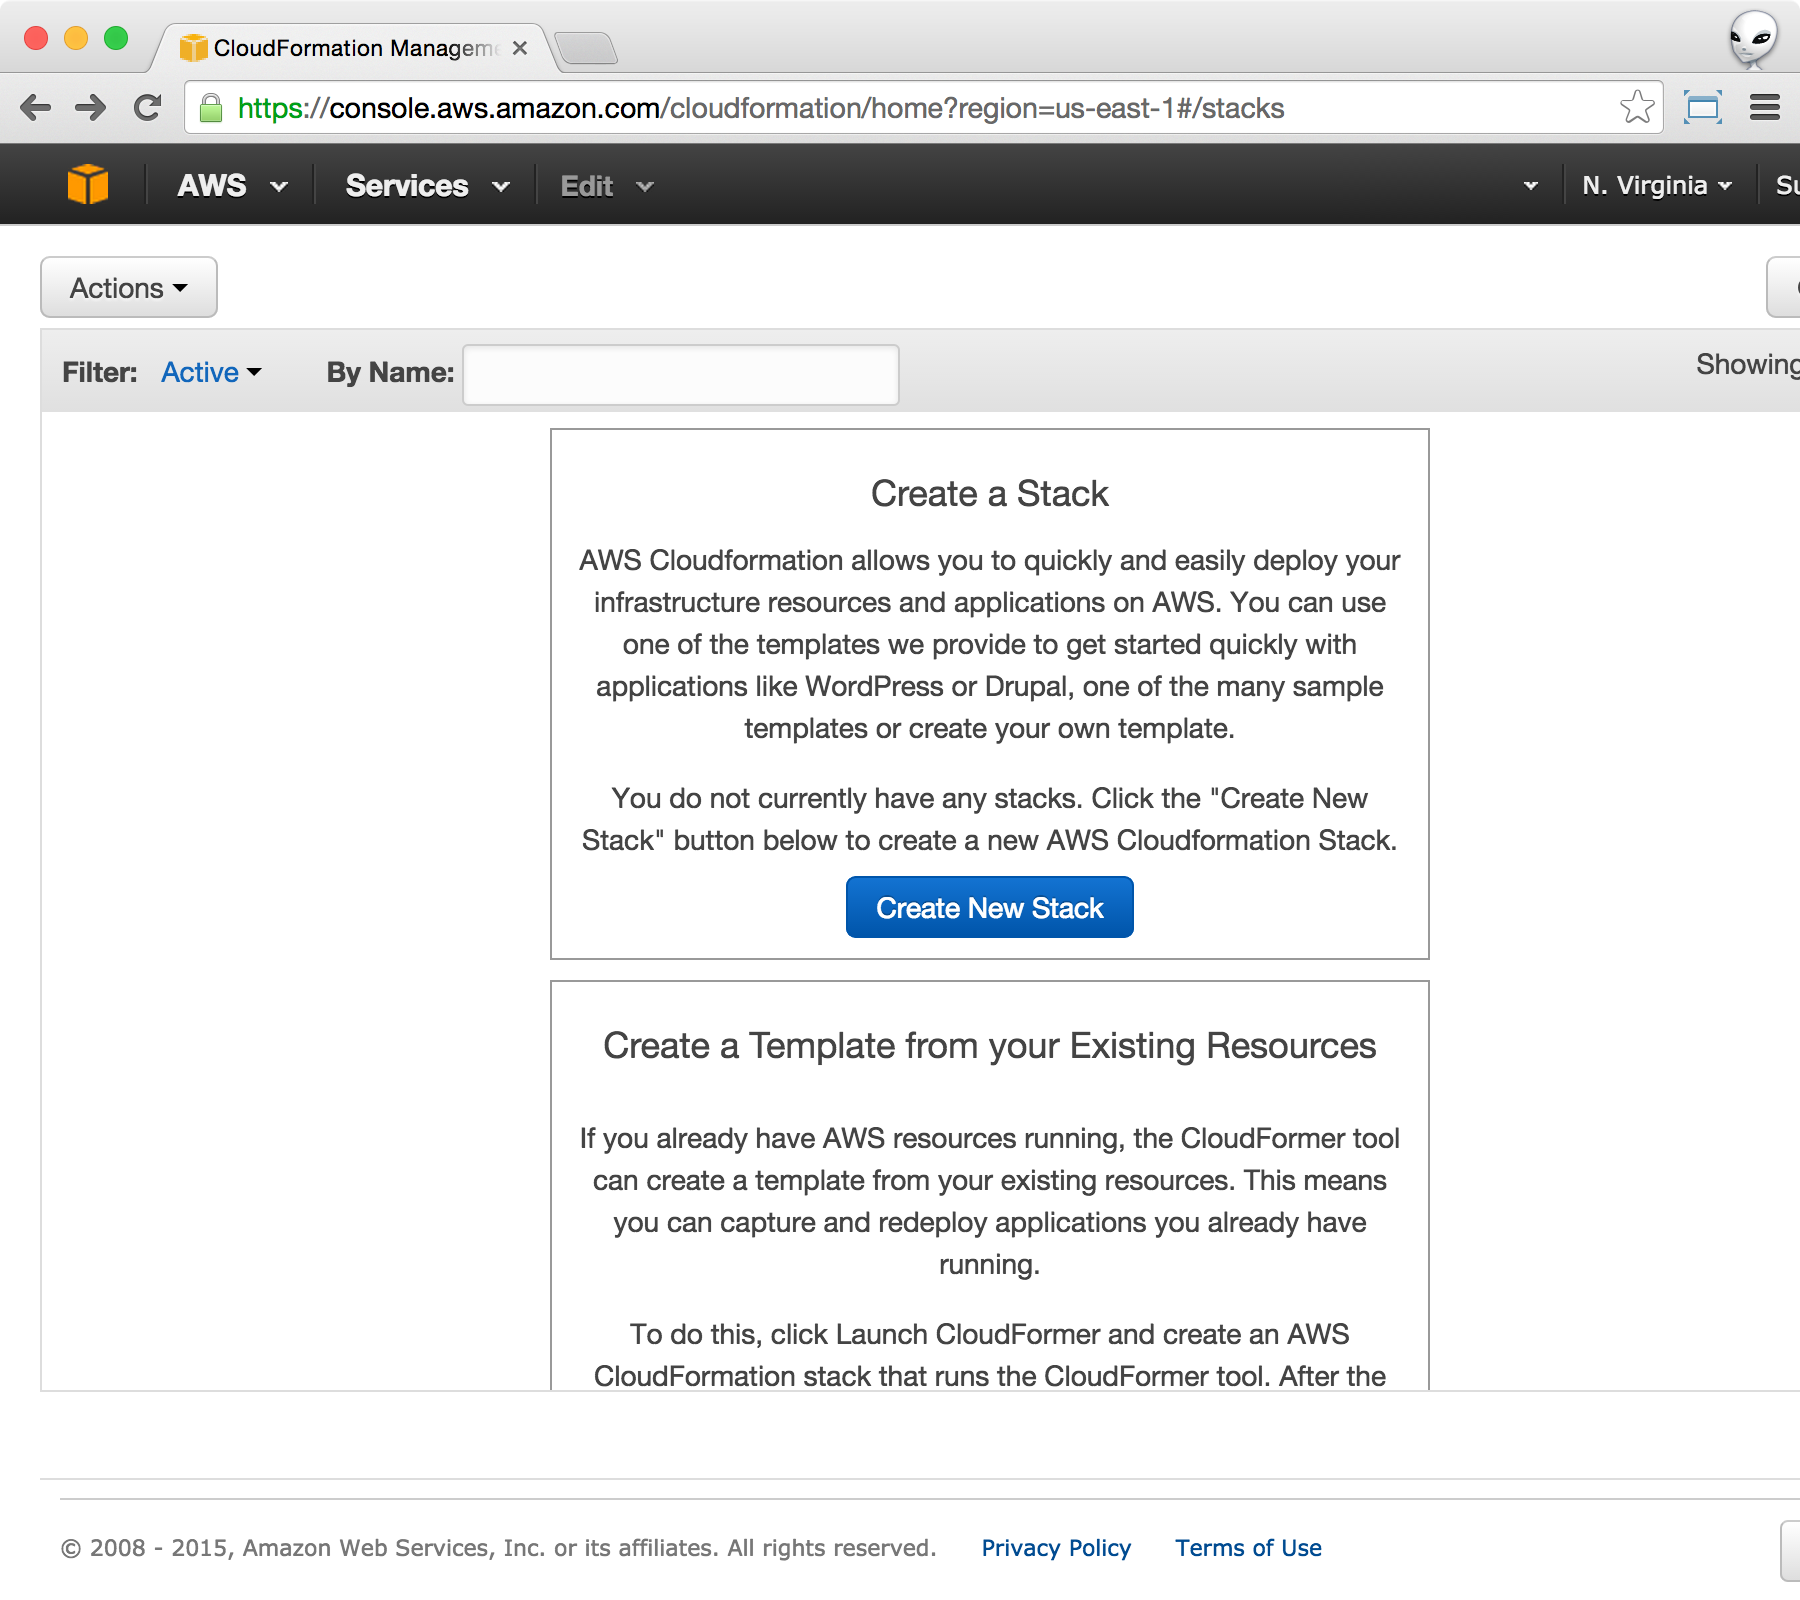 CloudFormation Managem
https://console.aws.amazon.com/cloudformation/home?region=us-east-1#/stacks
AWS Services Edit N. Virginia
Actions
Filter: Active By Name: Showing
Create a Stack
AWS Cloudformation allows you to quickly and easily deploy your
infrastructure resources and applications on AWS. You can use
one of the templates we provide to get started quickly with
applications like WordPress or Drupal, one of the many sample
templates or create your own template.
You do not currently have any stacks. Click the "Create New
Stack" button below to create a new AWS Cloudformation Stack.
Create New Stack
Create a Template from your Existing Resources
If you already have AWS resources running, the CloudFormer tool
can create a template from your existing resources. This means
you can capture and redeploy applications you already have
running.
To do this, click Launch CloudFormer and create an AWS
CloudFormation stack that runs the CloudFormer tool. After the
© 2008 - 2015, Amazon Web Services, Inc. or its affiliates. All rights reserved. Privacy Policy Terms of Use